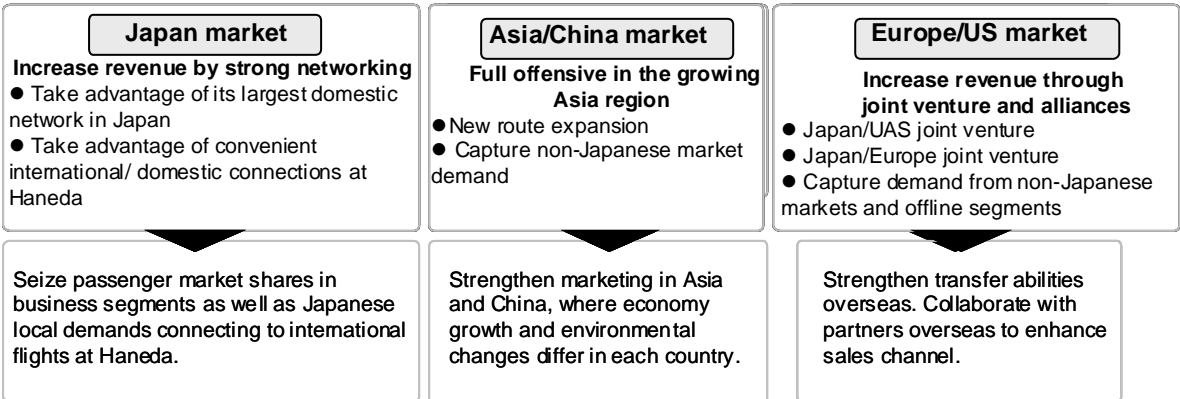 Japan market
Increase revenue by strong networking
● Take advantage of its largest domestic
network in Japan
● Take advantage of convenient
international/ domestic connections at
Haneda
Seize passenger market shares in
business segments as well as Japanese
local demands connecting to international
flights at Haneda.
Asia/China market
Full offensive in the growing
Asia region
● New route expansion
● Capture non-Japanese market
demand
Strengthen marketing in Asia
and China, where economy
growth and environmental
changes differ in each country.
Europe/US market
Increase revenue through
joint venture and alliances
● Japan/UAS joint venture
● Japan/Europe joint venture
● Capture demand from non-Japanese
markets and offline segments
Strengthen transfer abilities
overseas. Collaborate with
partners overseas to enhance
sales channel.